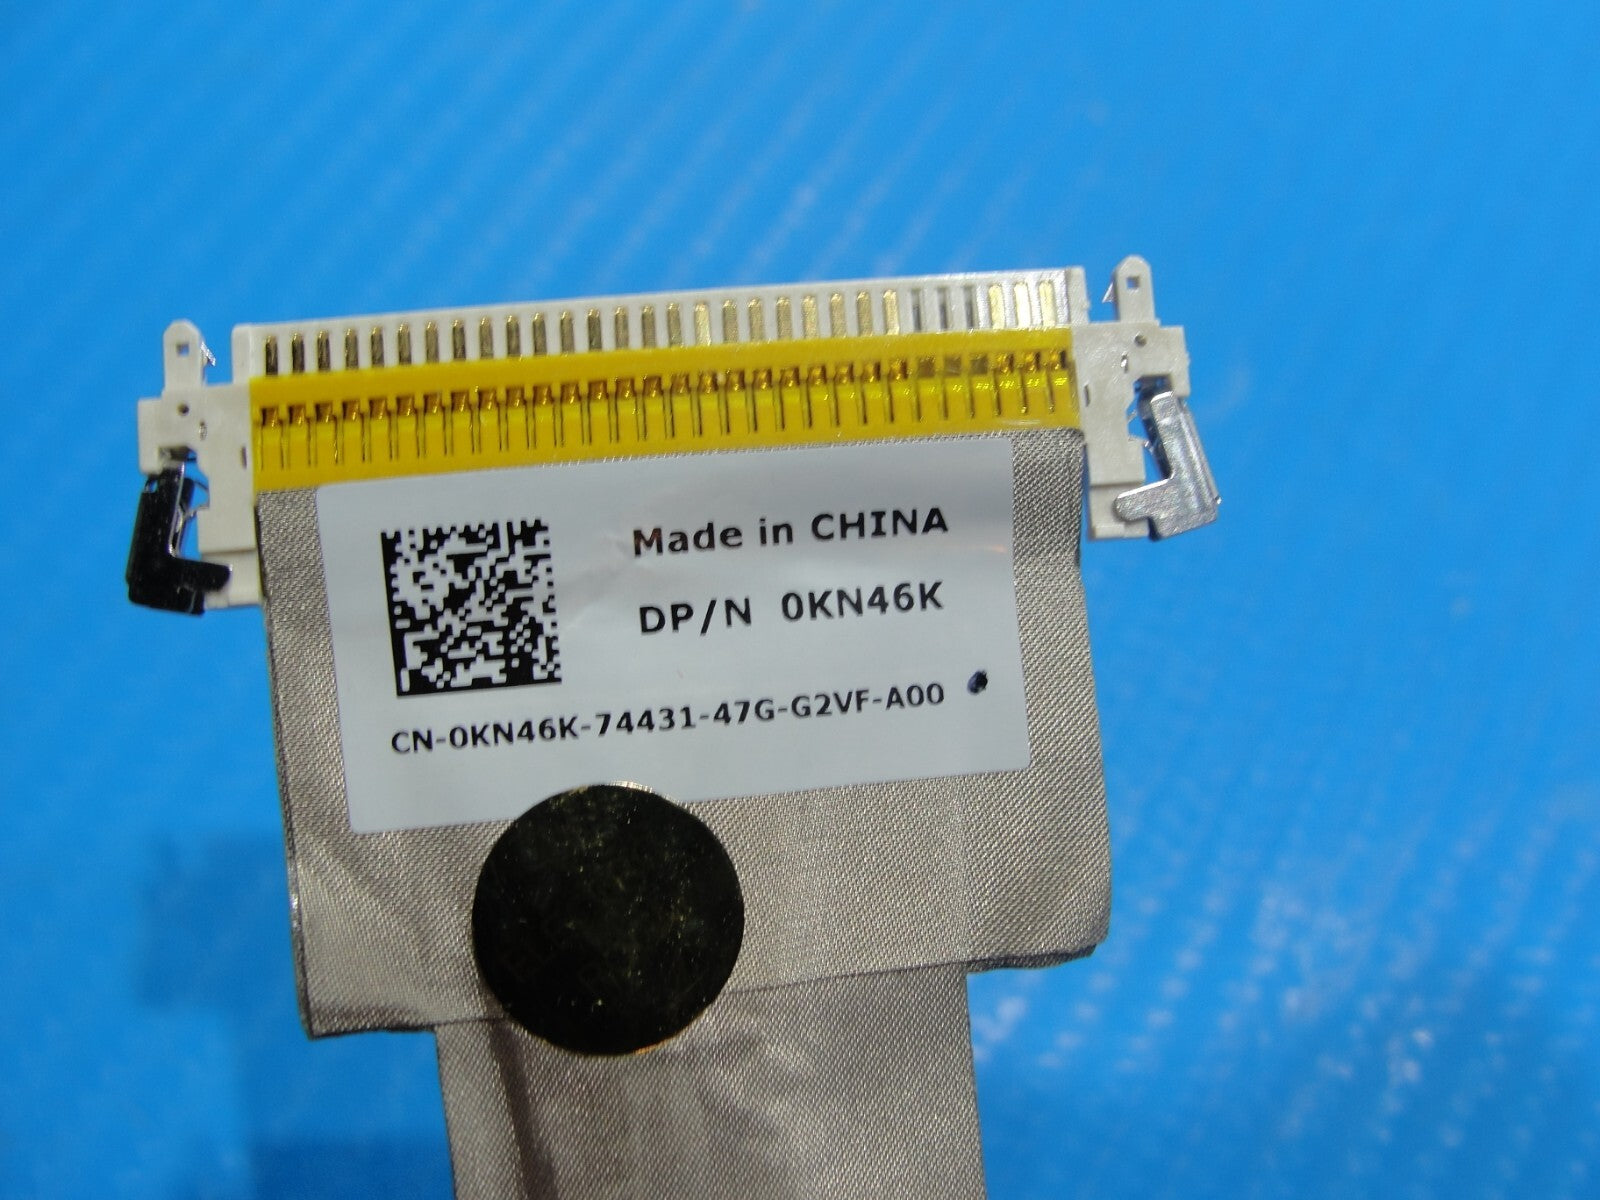 Made in CHINA
DP/N 0KN46K
CN-0KN46K-74431-47G-G2VF-A00